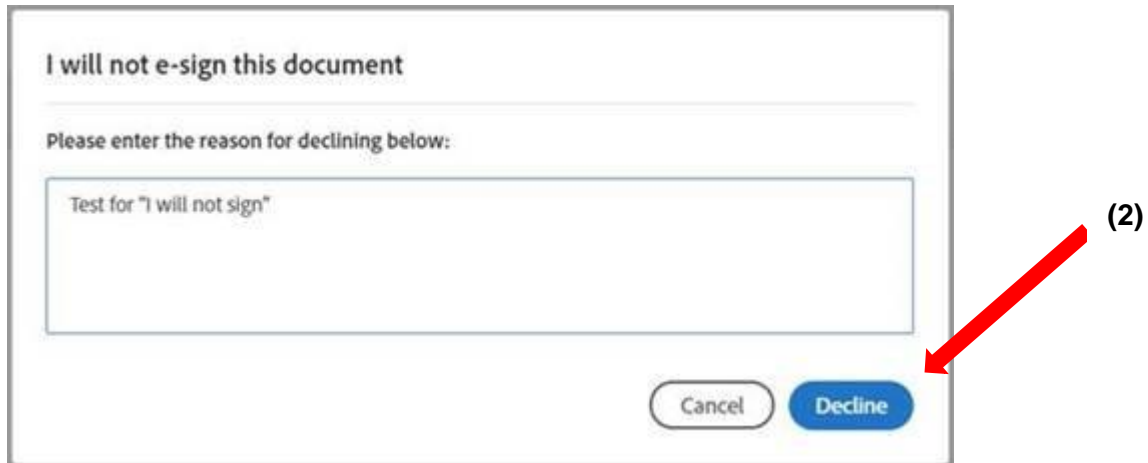 I will not e-sign this document
Please enter the reason for declining below:
Test for "I will not sign"
(2)
Cancel
Decline